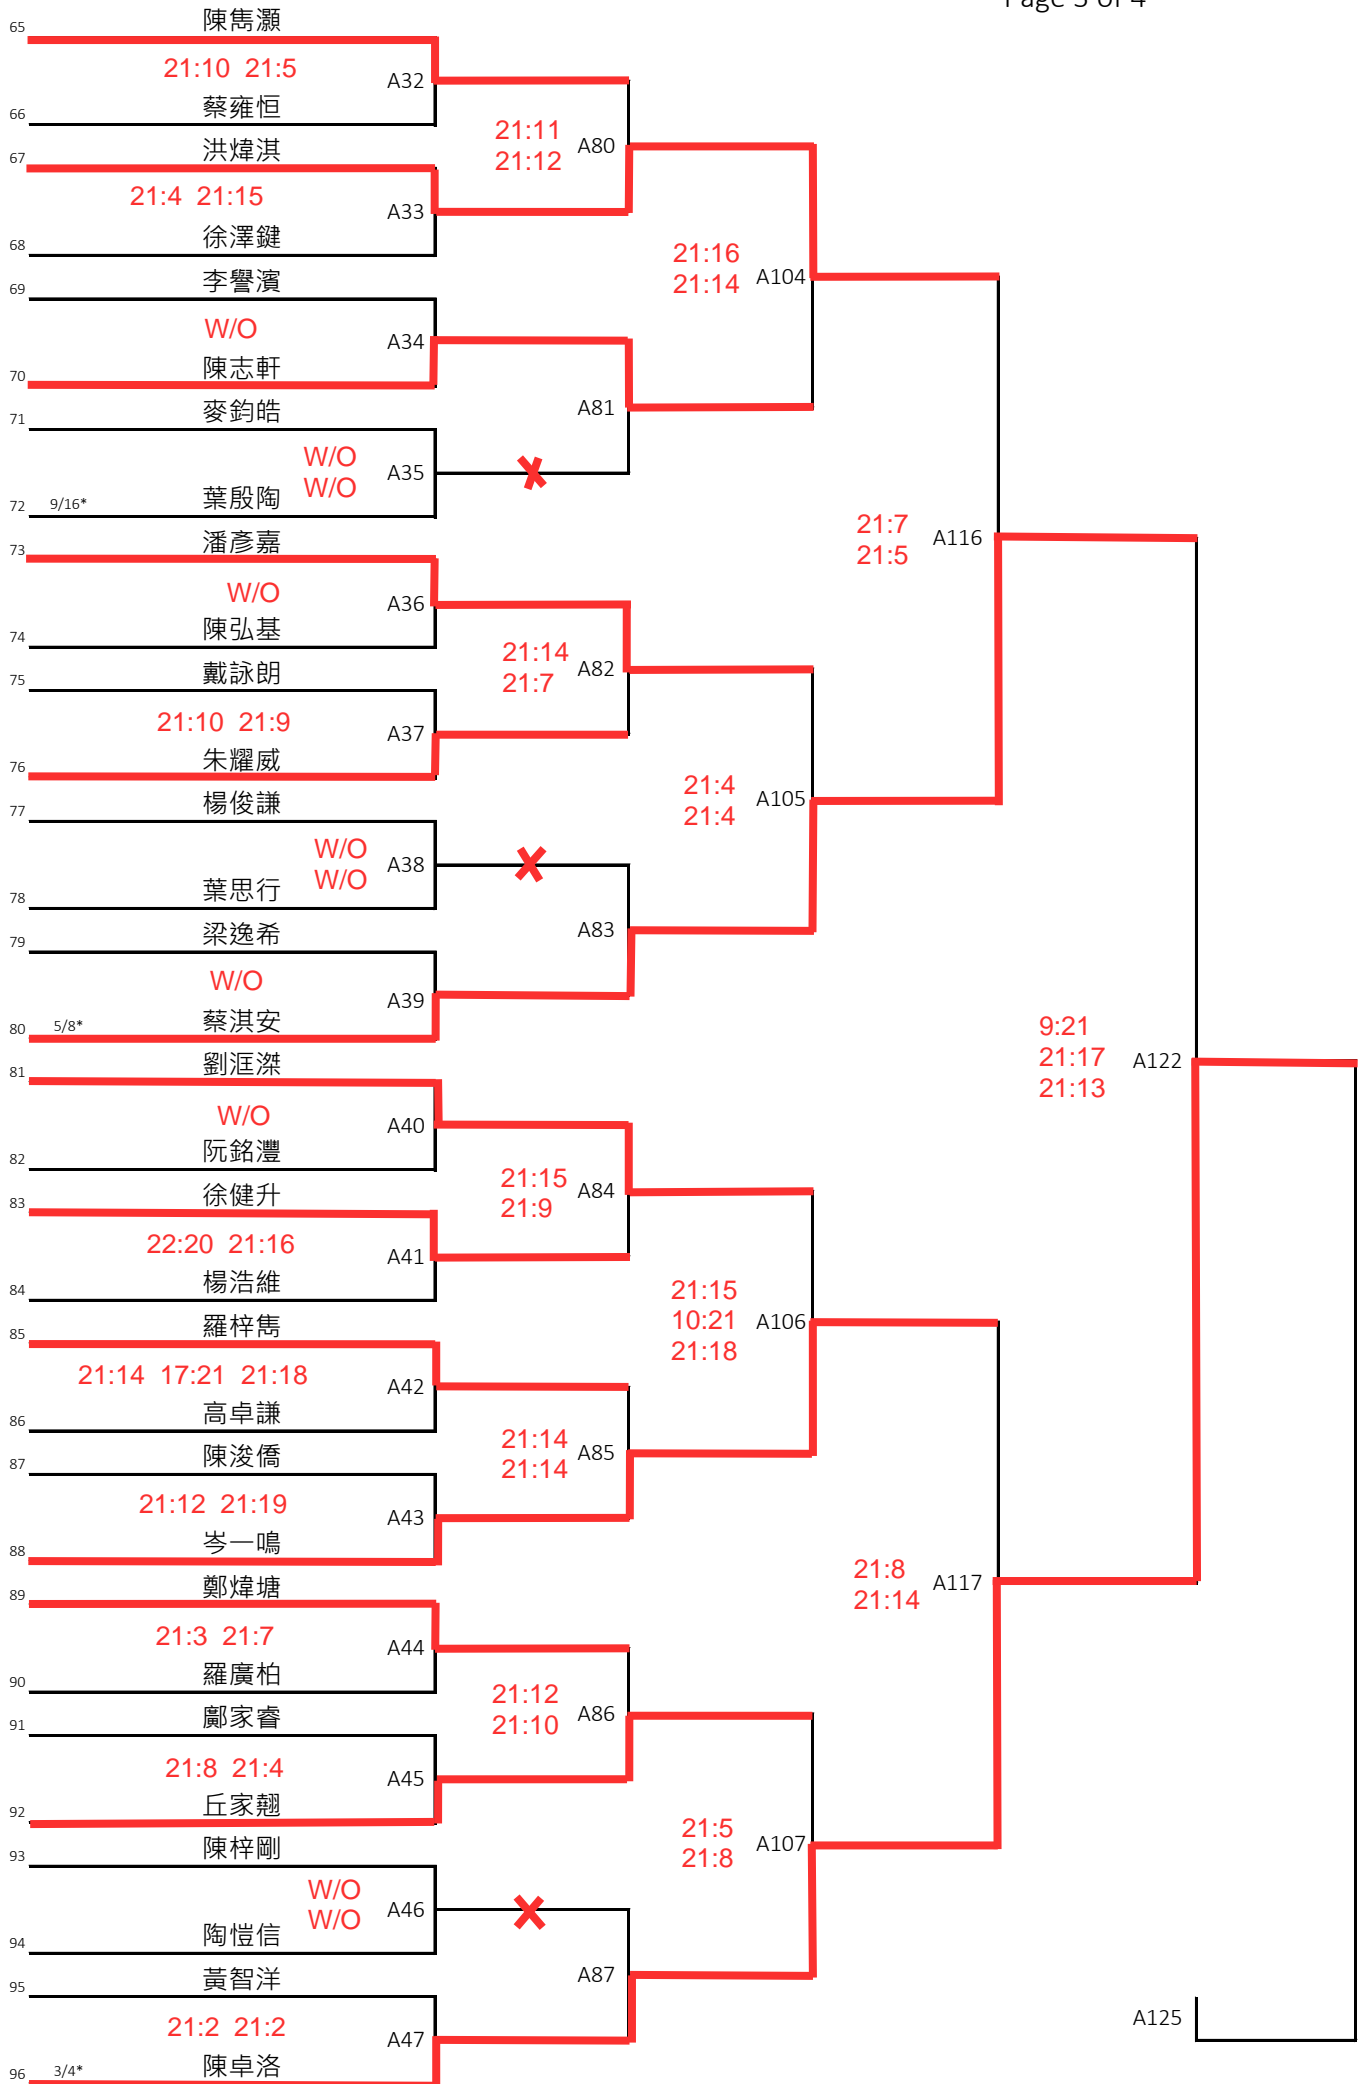 Page 3 of 4
65 陳雋灝
21:10 21:5 A32
66 蔡雍恒
21:11
21:12
A80
67 洪煒淇
21:4 21:15 A33
68 徐澤鍵
21:16
21:14
A104
69 李譽濱
W/O A34
70 陳志軒
A81
71 麥鈞皓
W/O
W/O
A35
72 9/16* 葉殷陶
21:7
21:5
A116
73 潘彥嘉
W/O A36
74 陳弘基
21:14
21:7
A82
75 戴詠朗
21:10 21:9 A37
76 朱耀威
21:4
21:4
A105
77 楊俊謙
W/O
W/O
A38
78 葉思行
A83
79 梁逸希
W/O A39
80 5/8* 蔡淇安
9:21
21:17
21:13
A122
81 劉洭滐
W/O A40
82 阮銘灃
21:15
21:9
A84
83 徐健升
22:20 21:16 A41
84 楊浩維
21:15
10:21
21:18
A106
85 羅梓雋
21:14 17:21 21:18 A42
86 高卓謙
21:14
21:14
A85
87 陳浚僑
21:12 21:19 A43
88 岑一鳴
21:8
21:14
A117
89 鄭煒塘
21:3 21:7 A44
90 羅廣柏
21:12
21:10
A86
91 鄺家睿
21:8 21:4 A45
92 丘家翹
21:5
21:8
A107
93 陳梓剛
W/O
W/O
A46
94 陶愷信
A87
95 黃智洋
21:2 21:2 A47
96 3/4* 陳卓洛
A125